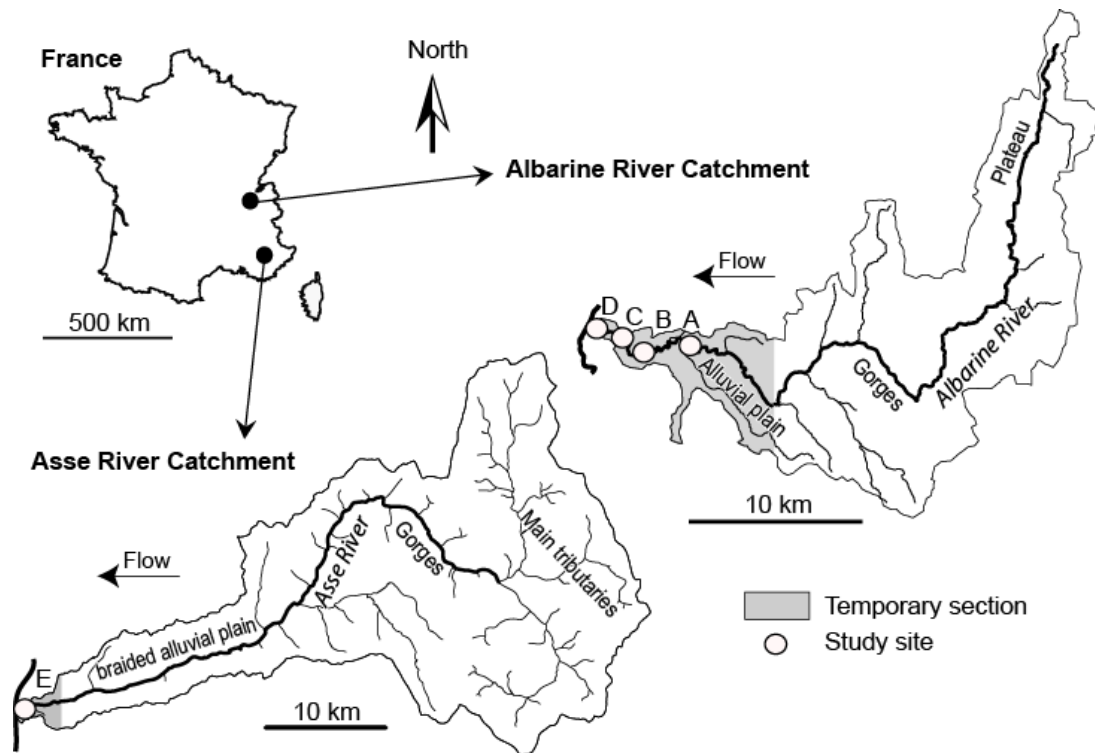 France
North
Albarine River Catchment
500 km
Plateau
Flow
D
C
B
A
Alluvial plain
Gorges
Albarine River
10 km
Asse River Catchment
Main tributaries
Gorges
Asse River
Flow
braided alluvial plain
E
10 km
Temporary section
Study site